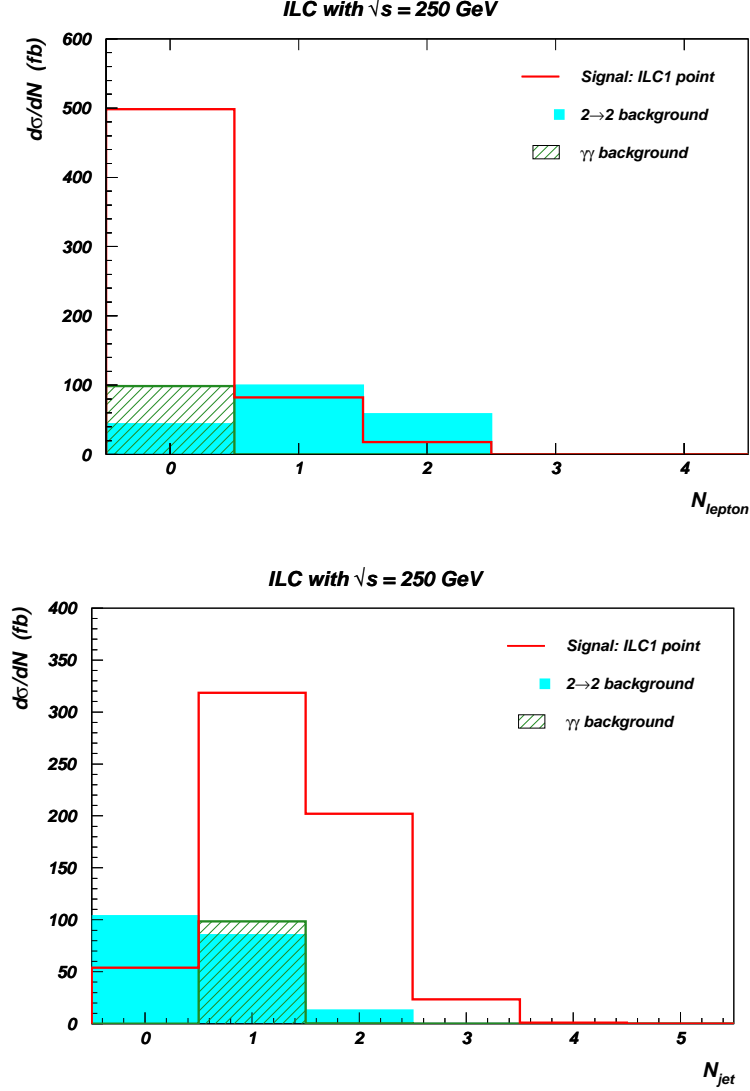 ILC with √s = 250 GeV
dσ/dN (fb)
600
500
400
300
200
100
0
Signal: ILC1 point
2→2 background
γγ background
0 1 2 3 4
N_lepton
ILC with √s = 250 GeV
dσ/dN (fb)
400
350
300
250
200
150
100
50
0
Signal: ILC1 point
2→2 background
γγ background
0 1 2 3 4 5
N_jet